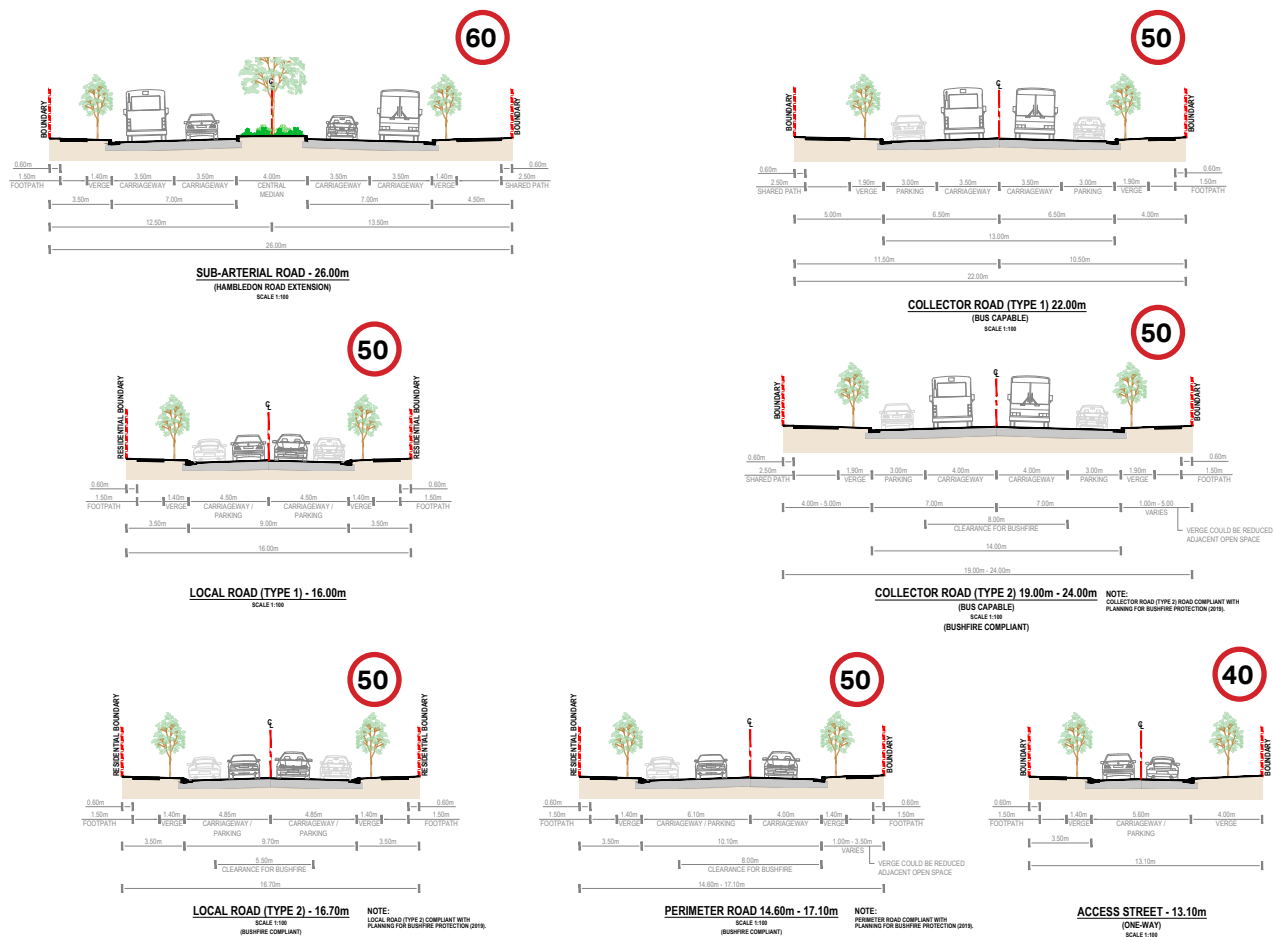 60
BOUNDARY
BOUNDARY
℄
0.60m
0.60m
1.50m
1.40m
3.50m
3.50m
4.00m
3.50m
3.50m
1.40m
2.50m
FOOTPATH
VERGE
CARRIAGEWAY
CARRIAGEWAY
CENTRAL
MEDIAN
CARRIAGEWAY
CARRIAGEWAY
VERGE
SHARED PATH
3.50m
7.00m
7.00m
4.50m
12.50m
13.50m
26.00m
SUB-ARTERIAL ROAD - 26.00m
(HAMBLEDON ROAD EXTENSION)
SCALE 1:100
50
BOUNDARY
BOUNDARY
℄
0.60m
0.60m
2.50m
1.90m
3.00m
3.50m
3.50m
3.00m
1.90m
1.50m
SHARED PATH
VERGE
PARKING
CARRIAGEWAY
CARRIAGEWAY
PARKING
VERGE
FOOTPATH
5.00m
6.50m
6.50m
4.00m
13.00m
11.50m
10.50m
22.00m
COLLECTOR ROAD (TYPE 1) 22.00m
(BUS CAPABLE)
SCALE 1:100
50
RESIDENTIAL BOUNDARY
RESIDENTIAL BOUNDARY
℄
0.60m
0.60m
1.50m
1.40m
4.50m
4.50m
1.40m
1.50m
FOOTPATH
VERGE
CARRIAGEWAY /
PARKING
CARRIAGEWAY /
PARKING
VERGE
FOOTPATH
3.50m
9.00m
3.50m
16.00m
LOCAL ROAD (TYPE 1) - 16.00m
SCALE 1:100
50
BOUNDARY
BOUNDARY
℄
0.60m
0.60m
2.50m
1.90m
3.00m
4.00m
4.00m
3.00m
1.90m
1.50m
SHARED PATH
VERGE
PARKING
CARRIAGEWAY
CARRIAGEWAY
PARKING
VERGE
FOOTPATH
4.00m - 5.00m
7.00m
7.00m
1.00m - 5.00
VARIES
8.00m
CLEARANCE FOR BUSHFIRE
VERGE COULD BE REDUCED
ADJACENT OPEN SPACE
14.00m
19.00m - 24.00m
COLLECTOR ROAD (TYPE 2) 19.00m - 24.00m
(BUS CAPABLE)
SCALE 1:100
(BUSHFIRE COMPLIANT)
NOTE:
COLLECTOR ROAD (TYPE 2) ROAD COMPLIANT WITH
PLANNING FOR BUSHFIRE PROTECTION (2019).
50
RESIDENTIAL BOUNDARY
RESIDENTIAL BOUNDARY
℄
0.60m
0.60m
1.50m
1.40m
4.85m
4.85m
1.40m
1.50m
FOOTPATH
VERGE
CARRIAGEWAY /
PARKING
CARRIAGEWAY /
PARKING
VERGE
FOOTPATH
3.50m
9.70m
3.50m
5.50m
CLEARANCE FOR BUSHFIRE
16.70m
LOCAL ROAD (TYPE 2) - 16.70m
SCALE 1:100
(BUSHFIRE COMPLIANT)
NOTE:
LOCAL ROAD (TYPE 2) COMPLIANT WITH
PLANNING FOR BUSHFIRE PROTECTION (2019).
50
RESIDENTIAL BOUNDARY
BOUNDARY
℄
0.60m
0.60m
1.50m
1.40m
6.10m
4.00m
1.40m
1.50m
FOOTPATH
VERGE
CARRIAGEWAY / PARKING
CARRIAGEWAY
VERGE
FOOTPATH
3.50m
10.10m
1.00m - 3.50m
VARIES
8.00m
CLEARANCE FOR BUSHFIRE
VERGE COULD BE REDUCED
ADJACENT OPEN SPACE
14.60m - 17.10m
PERIMETER ROAD 14.60m - 17.10m
SCALE 1:100
(BUSHFIRE COMPLIANT)
NOTE:
PERIMETER ROAD COMPLIANT WITH
PLANNING FOR BUSHFIRE PROTECTION (2019).
40
BOUNDARY
BOUNDARY
℄
0.60m
1.50m
1.40m
5.60m
4.00m
FOOTPATH
VERGE
CARRIAGEWAY /
PARKING
VERGE
3.50m
13.10m
ACCESS STREET - 13.10m
(ONE-WAY)
SCALE 1:100